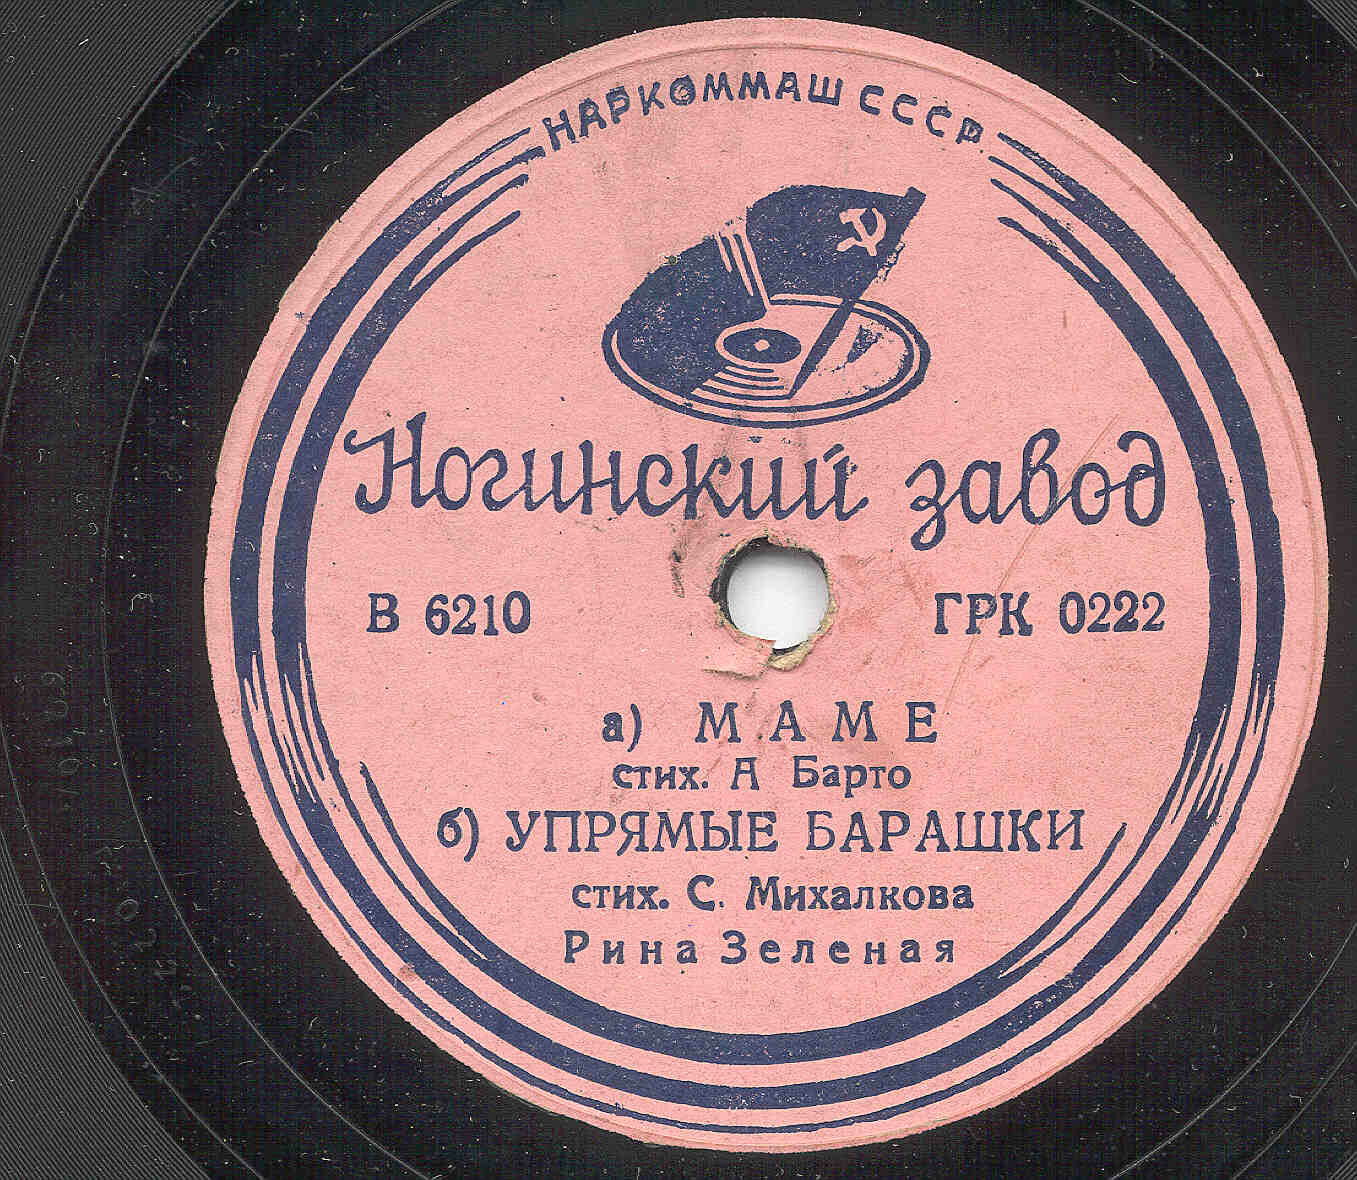 НАРКОММАШ СССР.
Ногинский завод
В 6210 ГРК 0222
а) МАМЕ
стих. А Барто
б) УПРЯМЫЕ БАРАШКИ
стих. С. Михалкова
Рина Зеленая